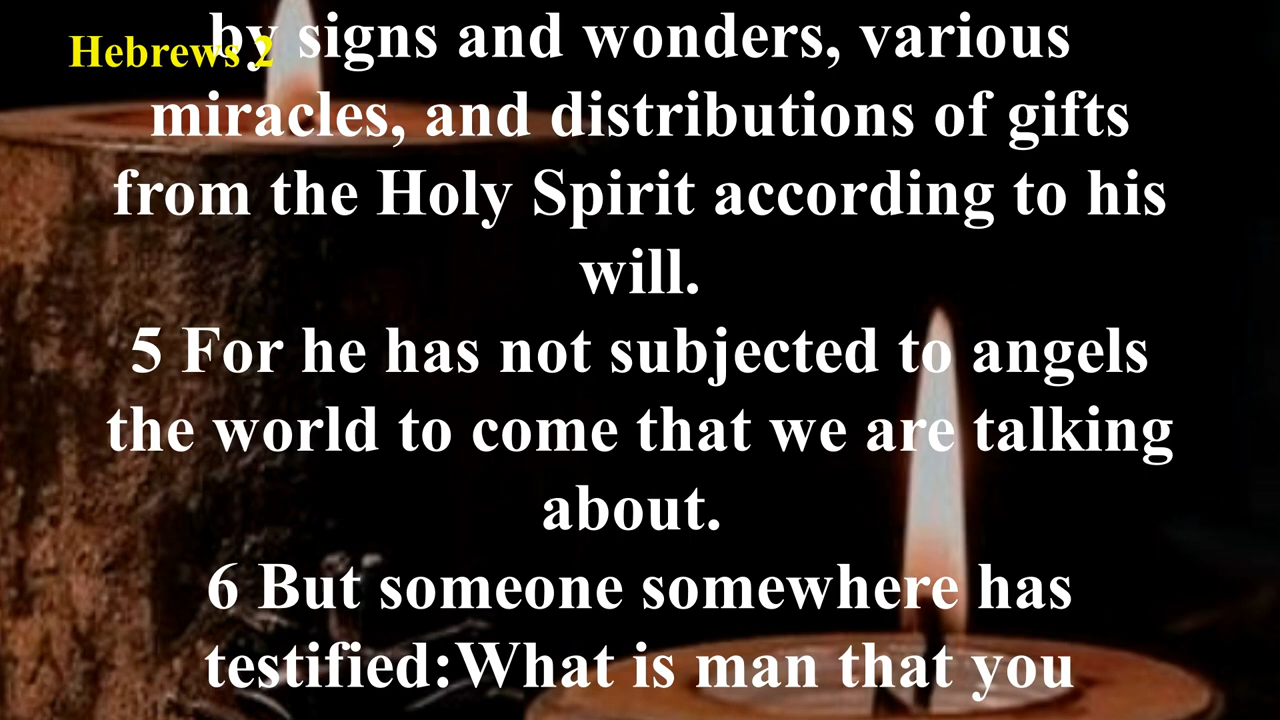 Hebrews 2
by signs and wonders, various
miracles, and distributions of gifts
from the Holy Spirit according to his
will.
5 For he has not subjected to angels
the world to come that we are talking
about.
6 But someone somewhere has
testified:What is man that you